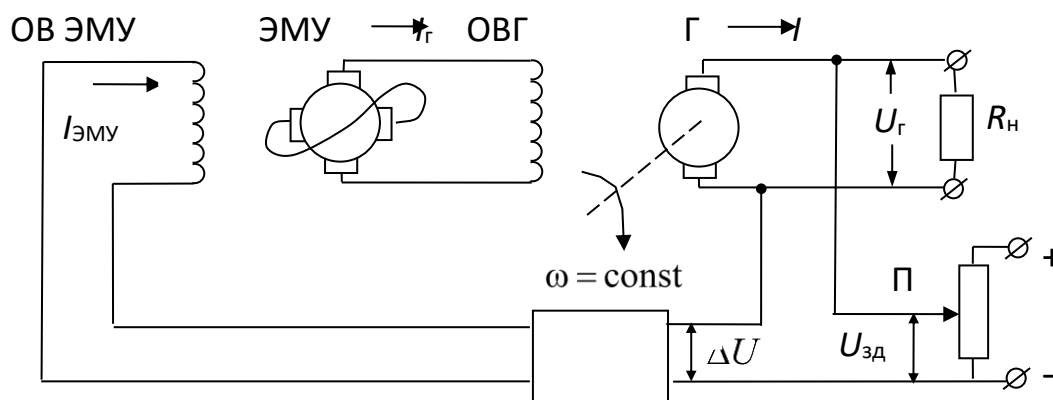 ОВ ЭМУ ЭМУ Iг ОВГ Г I
IЭМУ Uг Rн
ω = const
П +
ΔU Uзд
−